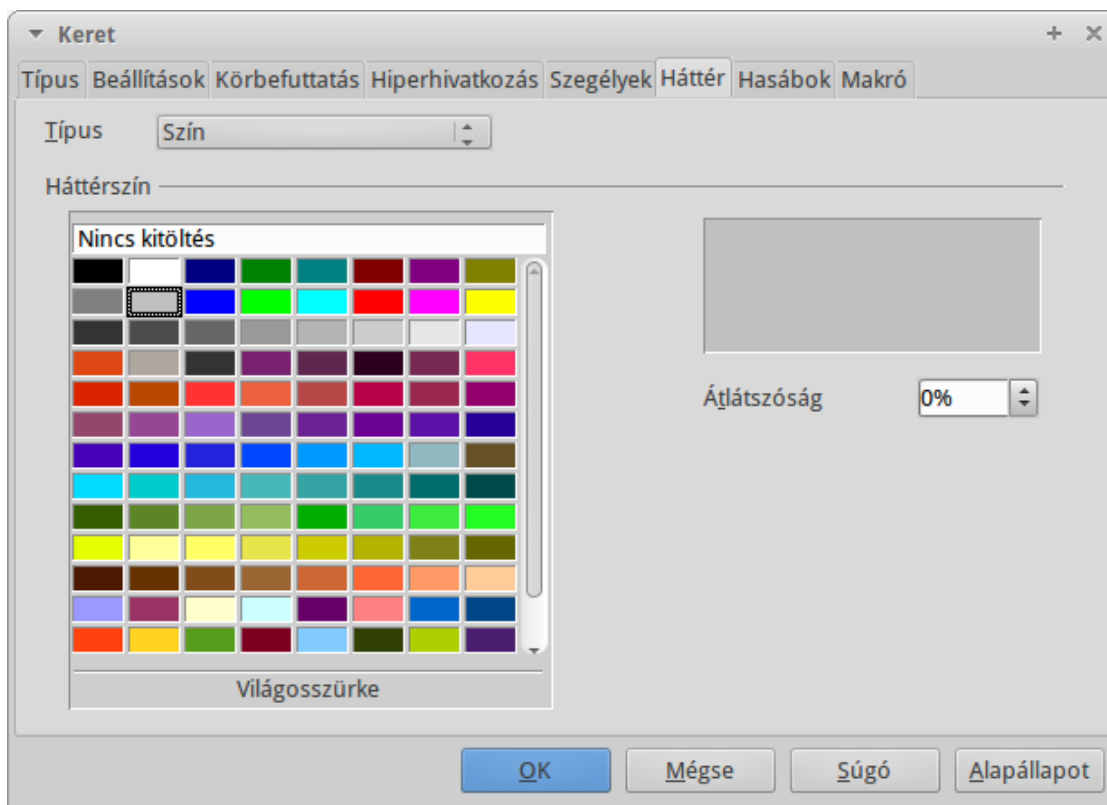 Keret
Típus Beállítások Körbefuttatás Hiperhivatkozás Szegélyek Háttér Hasábok Makró
Típus Szín
Háttérszín
Nincs kitöltés
Átlátszóság 0%
Világosszürke
OK Mégse Súgó Alapállapot